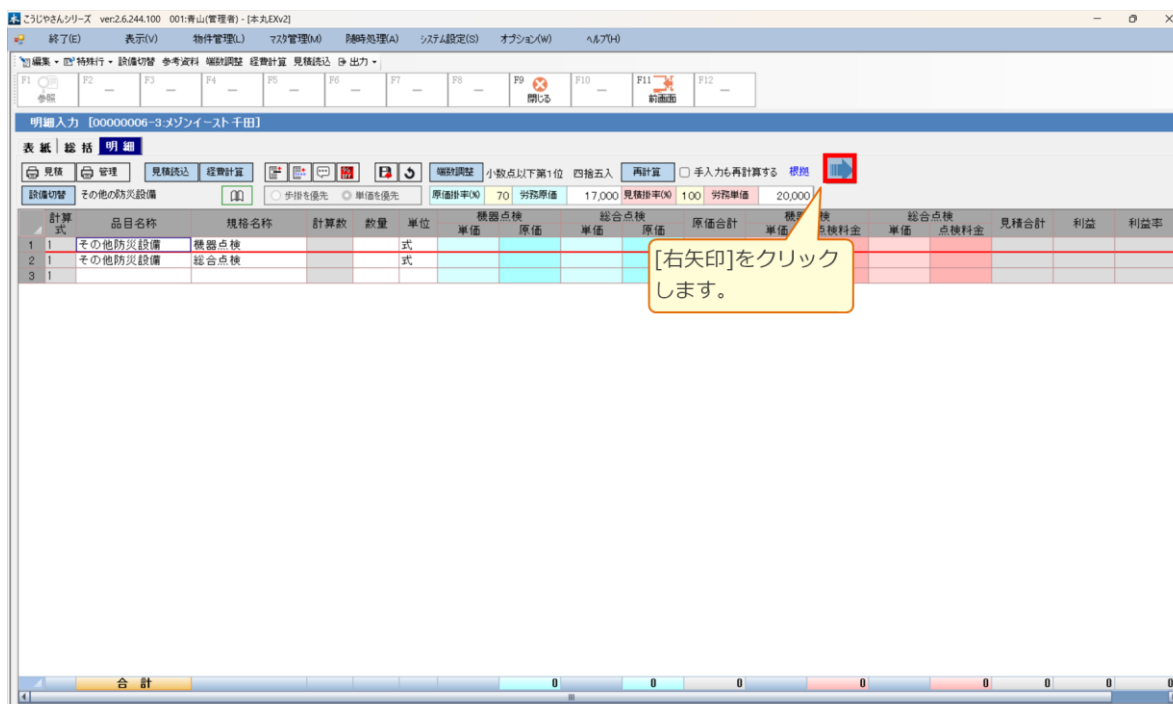 こうじやさんシリーズ ver.2.6.244.100 001:青山(管理者) - [本丸EXv2]
終了(E) 表示(V) 物件管理(L) マスタ管理(M) 随時処理(A) システム設定(S) オプション(W) ヘルプ(H)
編集 特殊行 設備切替 参考資料 端数調整 経費計算 見積読込 出力
F1 参照 F2 F3 F4 F5 F6 F7 F8 F9 閉じる F10 F11 前画面 F12
明細入力 [00000006-3:メゾンイースト千田]
表紙 総括 明細
見積 管理 見積読込 経費計算 端数調整 小数点以下第1位 四捨五入 再計算 手入力も再計算する 根拠
設備切替 その他の防災設備 歩掛を優先 単価を優先 原価掛率(%) 70 労務原価 17,000 見積掛率(%) 100 労務単価 20,000
計算式 品目名称 規格名称 計算数 数量 単位 機器点検 総合点検 原価合計 総合点検 見積合計 利益 利益率
単価 原価 単価 原価 単価 点検料金 単価 点検料金
1 1 その他防災設備 機器点検 式
2 1 その他防災設備 総合点検 式
3 1
[右矢印]をクリック
します。
合 計 0 0 0 0 0 0 0 0